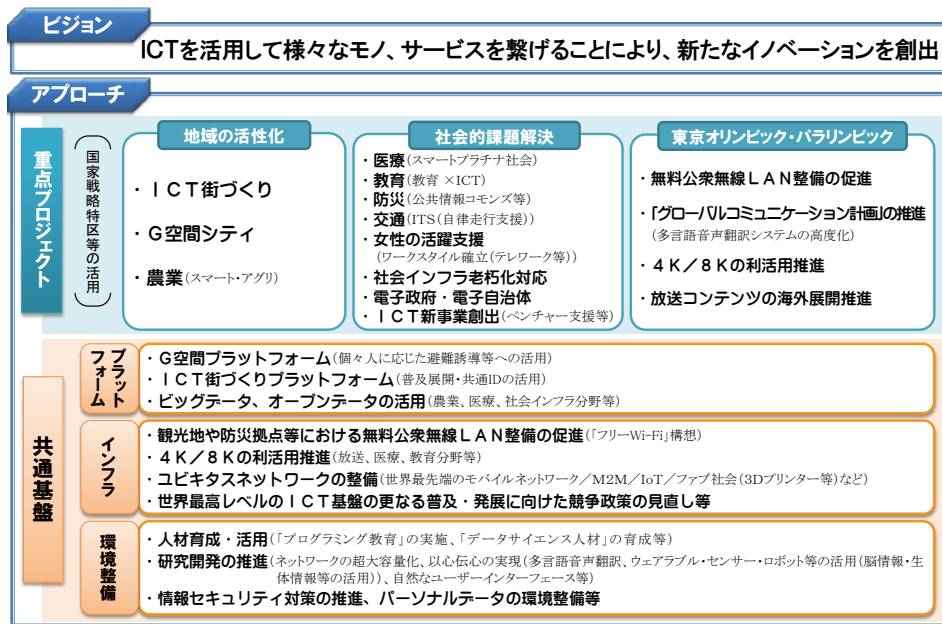 ビジョン
ICTを活用して様々なモノ、サービスを繋げることにより、新たなイノベーションを創出
アプローチ
重点プロジェクト
国家戦略特区等の活用
地域の活性化
・ＩＣＴ街づくり
・Ｇ空間シティ
・農業(スマート・アグリ)
社会的課題解決
・医療(スマートプラチナ社会)
・教育(教育 ×ICT)
・防災(公共情報コモンズ等)
・交通(ITS(自律走行支援))
・女性の活躍支援
(ワークスタイル確立(テレワーク等))
・社会インフラ老朽化対応
・電子政府・電子自治体
・ＩＣＴ新事業創出(ベンチャー支援等)
東京オリンピック・パラリンピック
・無料公衆無線ＬＡＮ整備の促進
・「グローバルコミュニケーション計画」の推進
(多言語音声翻訳システムの高度化)
・４Ｋ／８Ｋの利活用推進
・放送コンテンツの海外展開推進
共通基盤
プラットフォーム
・Ｇ空間プラットフォーム(個々人に応じた避難誘導等への活用)
・ＩＣＴ街づくりプラットフォーム(普及展開・共通IDの活用)
・ビッグデータ、オープンデータの活用(農業、医療、社会インフラ分野等)
インフラ
・観光地や防災拠点等における無料公衆無線ＬＡＮ整備の促進(「フリーWi-Fi」構想)
・４Ｋ／８Ｋの利活用推進(放送、医療、教育分野等)
・ユビキタスネットワークの整備(世界最先端のモバイルネットワーク／M2M／IoT／ファブ社会(3Dプリンター等)など)
・世界最高レベルのＩＣＴ基盤の更なる普及・発展に向けた競争政策の見直し等
環境整備
・人材育成・活用(「プログラミング教育」の実施、「データサイエンス人材」の育成等)
・研究開発の推進(ネットワークの超大容量化、以心伝心の実現(多言語音声翻訳、ウェアラブル・センサー・ロボット等の活用(脳情報・生
体情報等の活用))、自然なユーザーインターフェース等)
・情報セキュリティ対策の推進、パーソナルデータの環境整備等